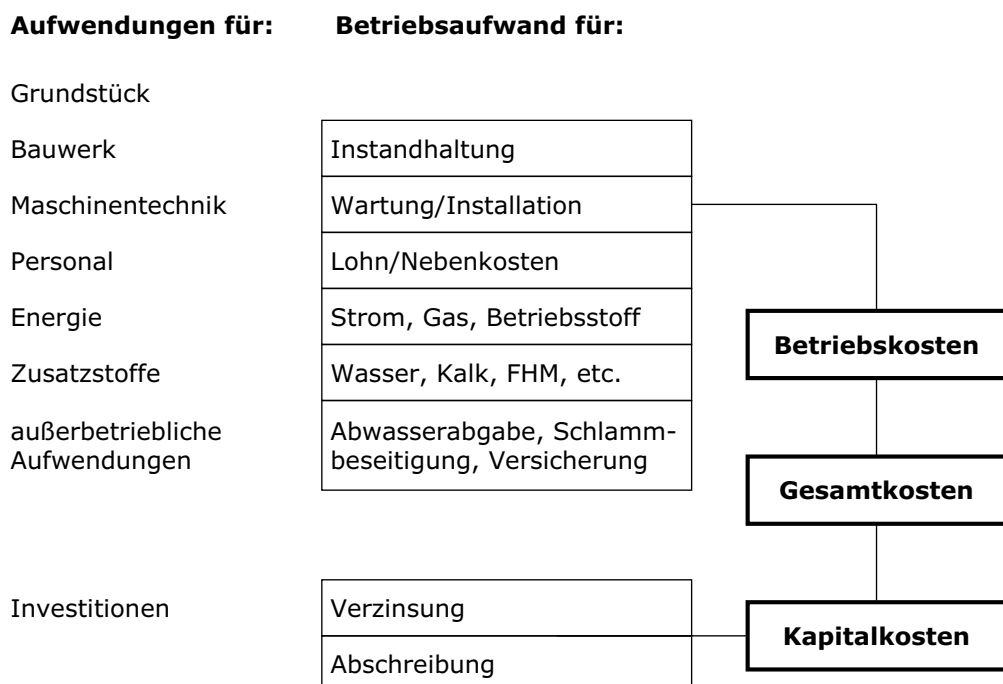 Aufwendungen für: Betriebsaufwand für:
Grundstück
Bauwerk Instandhaltung
Maschinentechnik Wartung/Installation
Personal Lohn/Nebenkosten
Energie Strom, Gas, Betriebsstoff
Betriebskosten
Zusatzstoffe Wasser, Kalk, FHM, etc.
außerbetriebliche Abwasserabgabe, Schlamm-
Aufwendungen beseitigung, Versicherung
Gesamtkosten
Investitionen Verzinsung
Kapitalkosten
Abschreibung